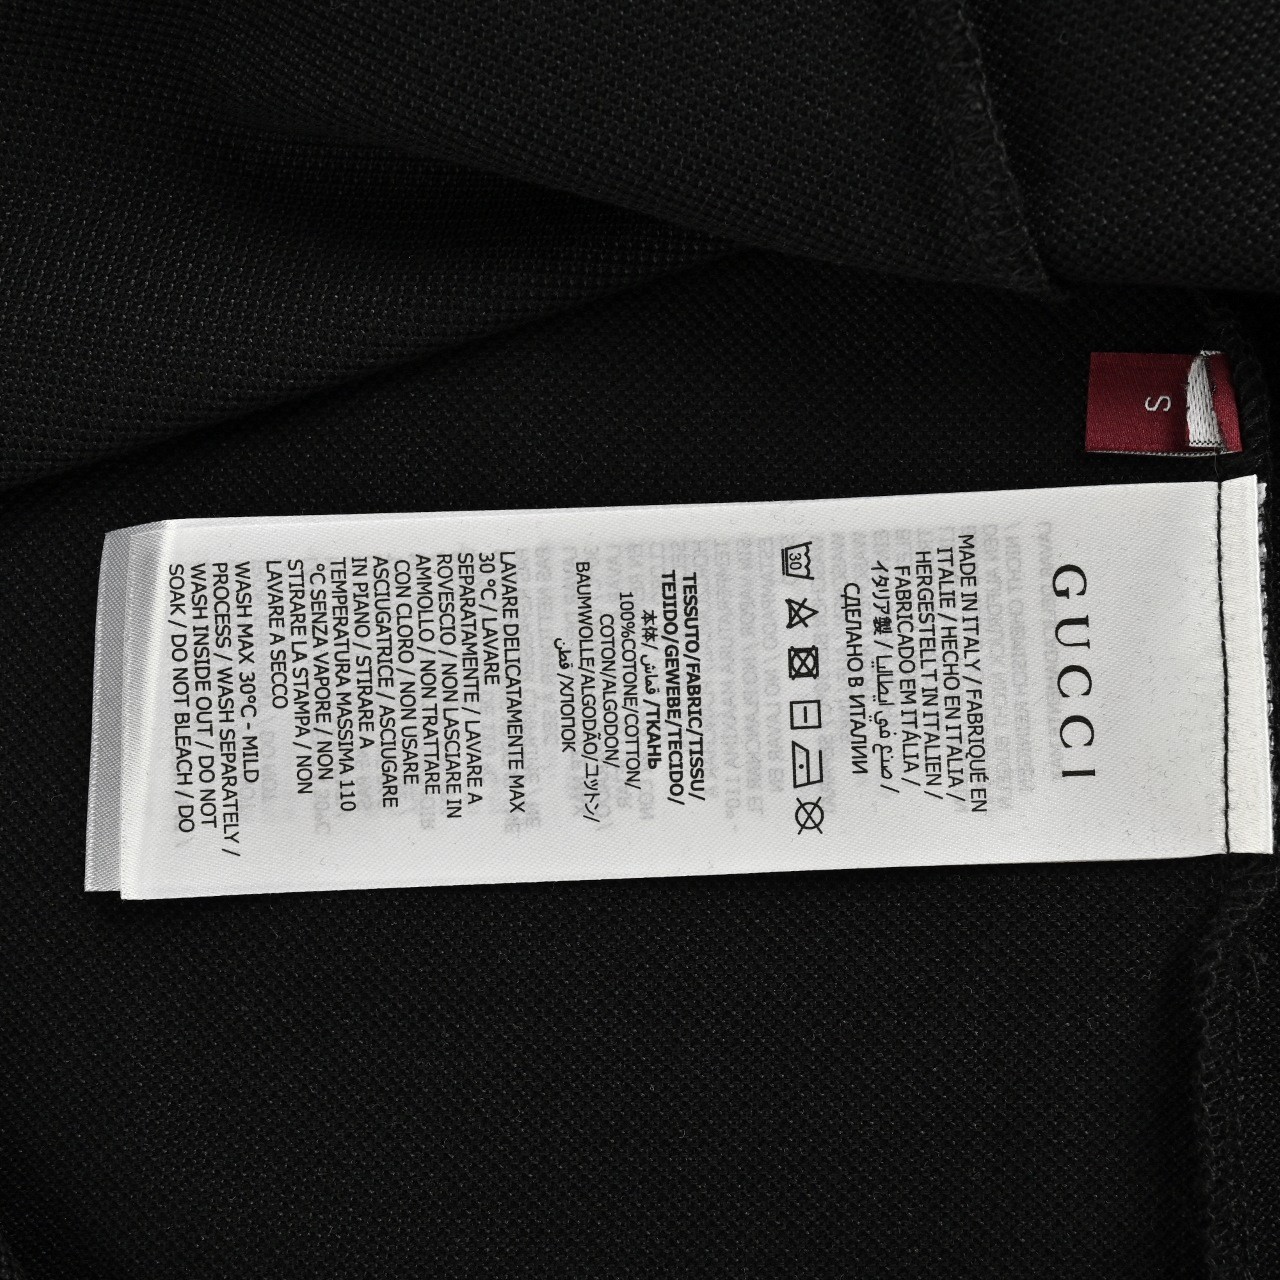 S
GUCCI
MADE IN ITALY / FABRIQUÉ EN
ITALIE / HECHO EN ITALIA /
HERGESTELLT IN ITALIEN /
FABRICADO EM ITÁLIA /
イタリア製 / صنع في إيطاليا /
СДЕЛАНО В ИТАЛИИ
30
TESSUTO/FABRIC/TISSU/
TEJIDO/GEWEBE/TECIDO/
本体/ قماش /ТКАНЬ
100%COTONE/COTTON/
COTON/ALGODON/
BAUMWOLLE/ALGODÃO/コットン/
قطن /ХЛОПОК
LAVARE DELICATAMENTE MAX
30 °C / LAVARE
SEPARATAMENTE / LAVARE A
ROVESCIO / NON LASCIARE IN
AMMOLLO / NON TRATTARE
CON CLORO / NON USARE
ASCIUGATRICE / ASCIUGARE
IN PIANO / STIRARE A
TEMPERATURA MASSIMA 110
°C SENZA VAPORE / NON
STIRARE LA STAMPA / NON
LAVARE A SECCO
WASH MAX 30°C - MILD
PROCESS / WASH SEPARATELY /
WASH INSIDE OUT / DO NOT
SOAK / DO NOT BLEACH / DO